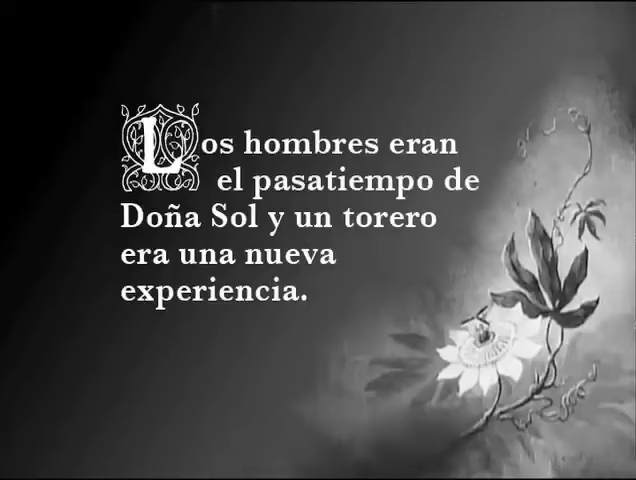 Los hombres eran
el pasatiempo de
Doña Sol y un torero
era una nueva
experiencia.